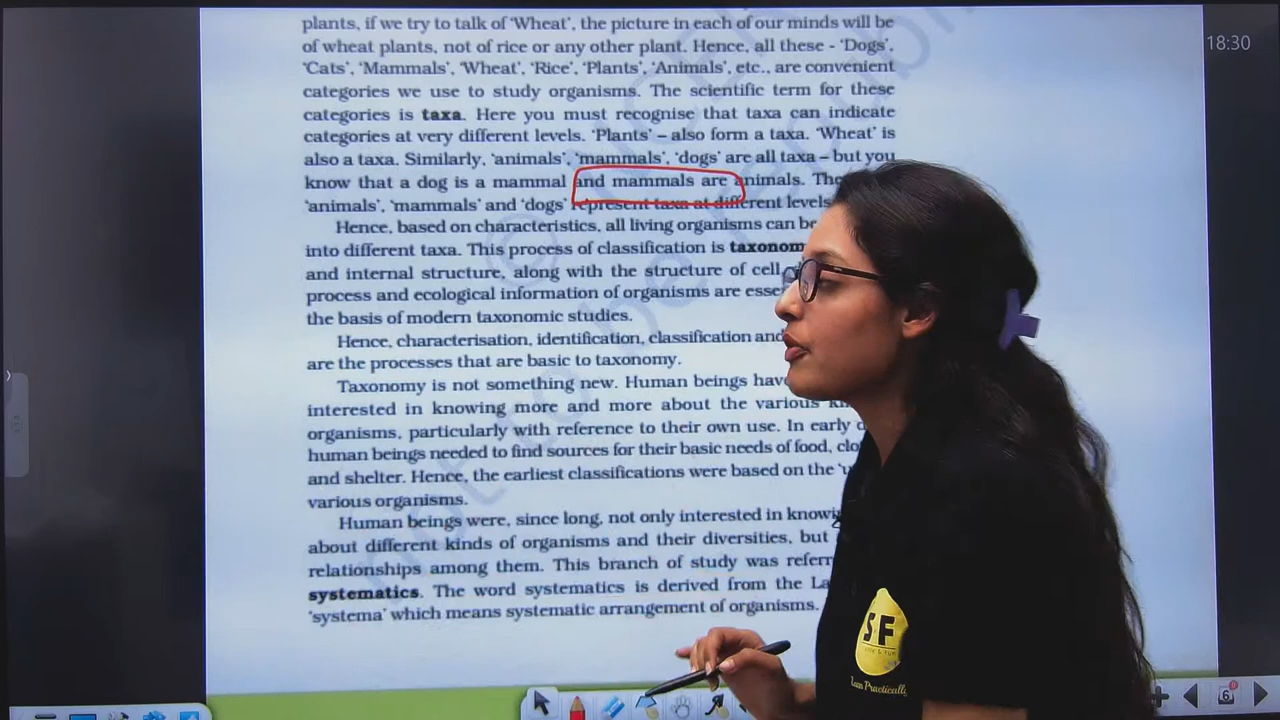 plants, if we try to talk of 'Wheat', the picture in each of our minds will be
of wheat plants, not of rice or any other plant. Hence, all these - 'Dogs',
'Cats', 'Mammals', 'Wheat', 'Rice', 'Plants', 'Animals', etc., are convenient
categories we use to study organisms. The scientific term for these
categories is taxa. Here you must recognise that taxa can indicate
categories at very different levels. 'Plants' – also form a taxa. 'Wheat' is
also a taxa. Similarly, 'animals', 'mammals', 'dogs' are all taxa – but you
know that a dog is a mammal and mammals are animals.
'animals', 'mammals' and 'dogs' represent taxa at different levels
Hence, based on characteristics, all living organisms can be
into different taxa. This process of classification is
and internal structure, along with the structure of cell,
process and ecological information of organisms are
the basis of modern taxonomic studies.
Hence, characterisation, identification, classification and
are the processes that are basic to taxonomy.
Taxonomy is not something new. Human beings have
interested in knowing more and more about the various
organisms, particularly with reference to their own use. In early
human beings needed to find sources for their basic needs of food,
and shelter. Hence, the earliest classifications were based on the
various organisms.
Human beings were, since long, not only interested in
about different kinds of organisms and their diversities, but
relationships among them. This branch of study was
systematics. The word systematics is derived from the
'systema' which means systematic arrangement of organisms.
18:30
SF
Learn Practically
6